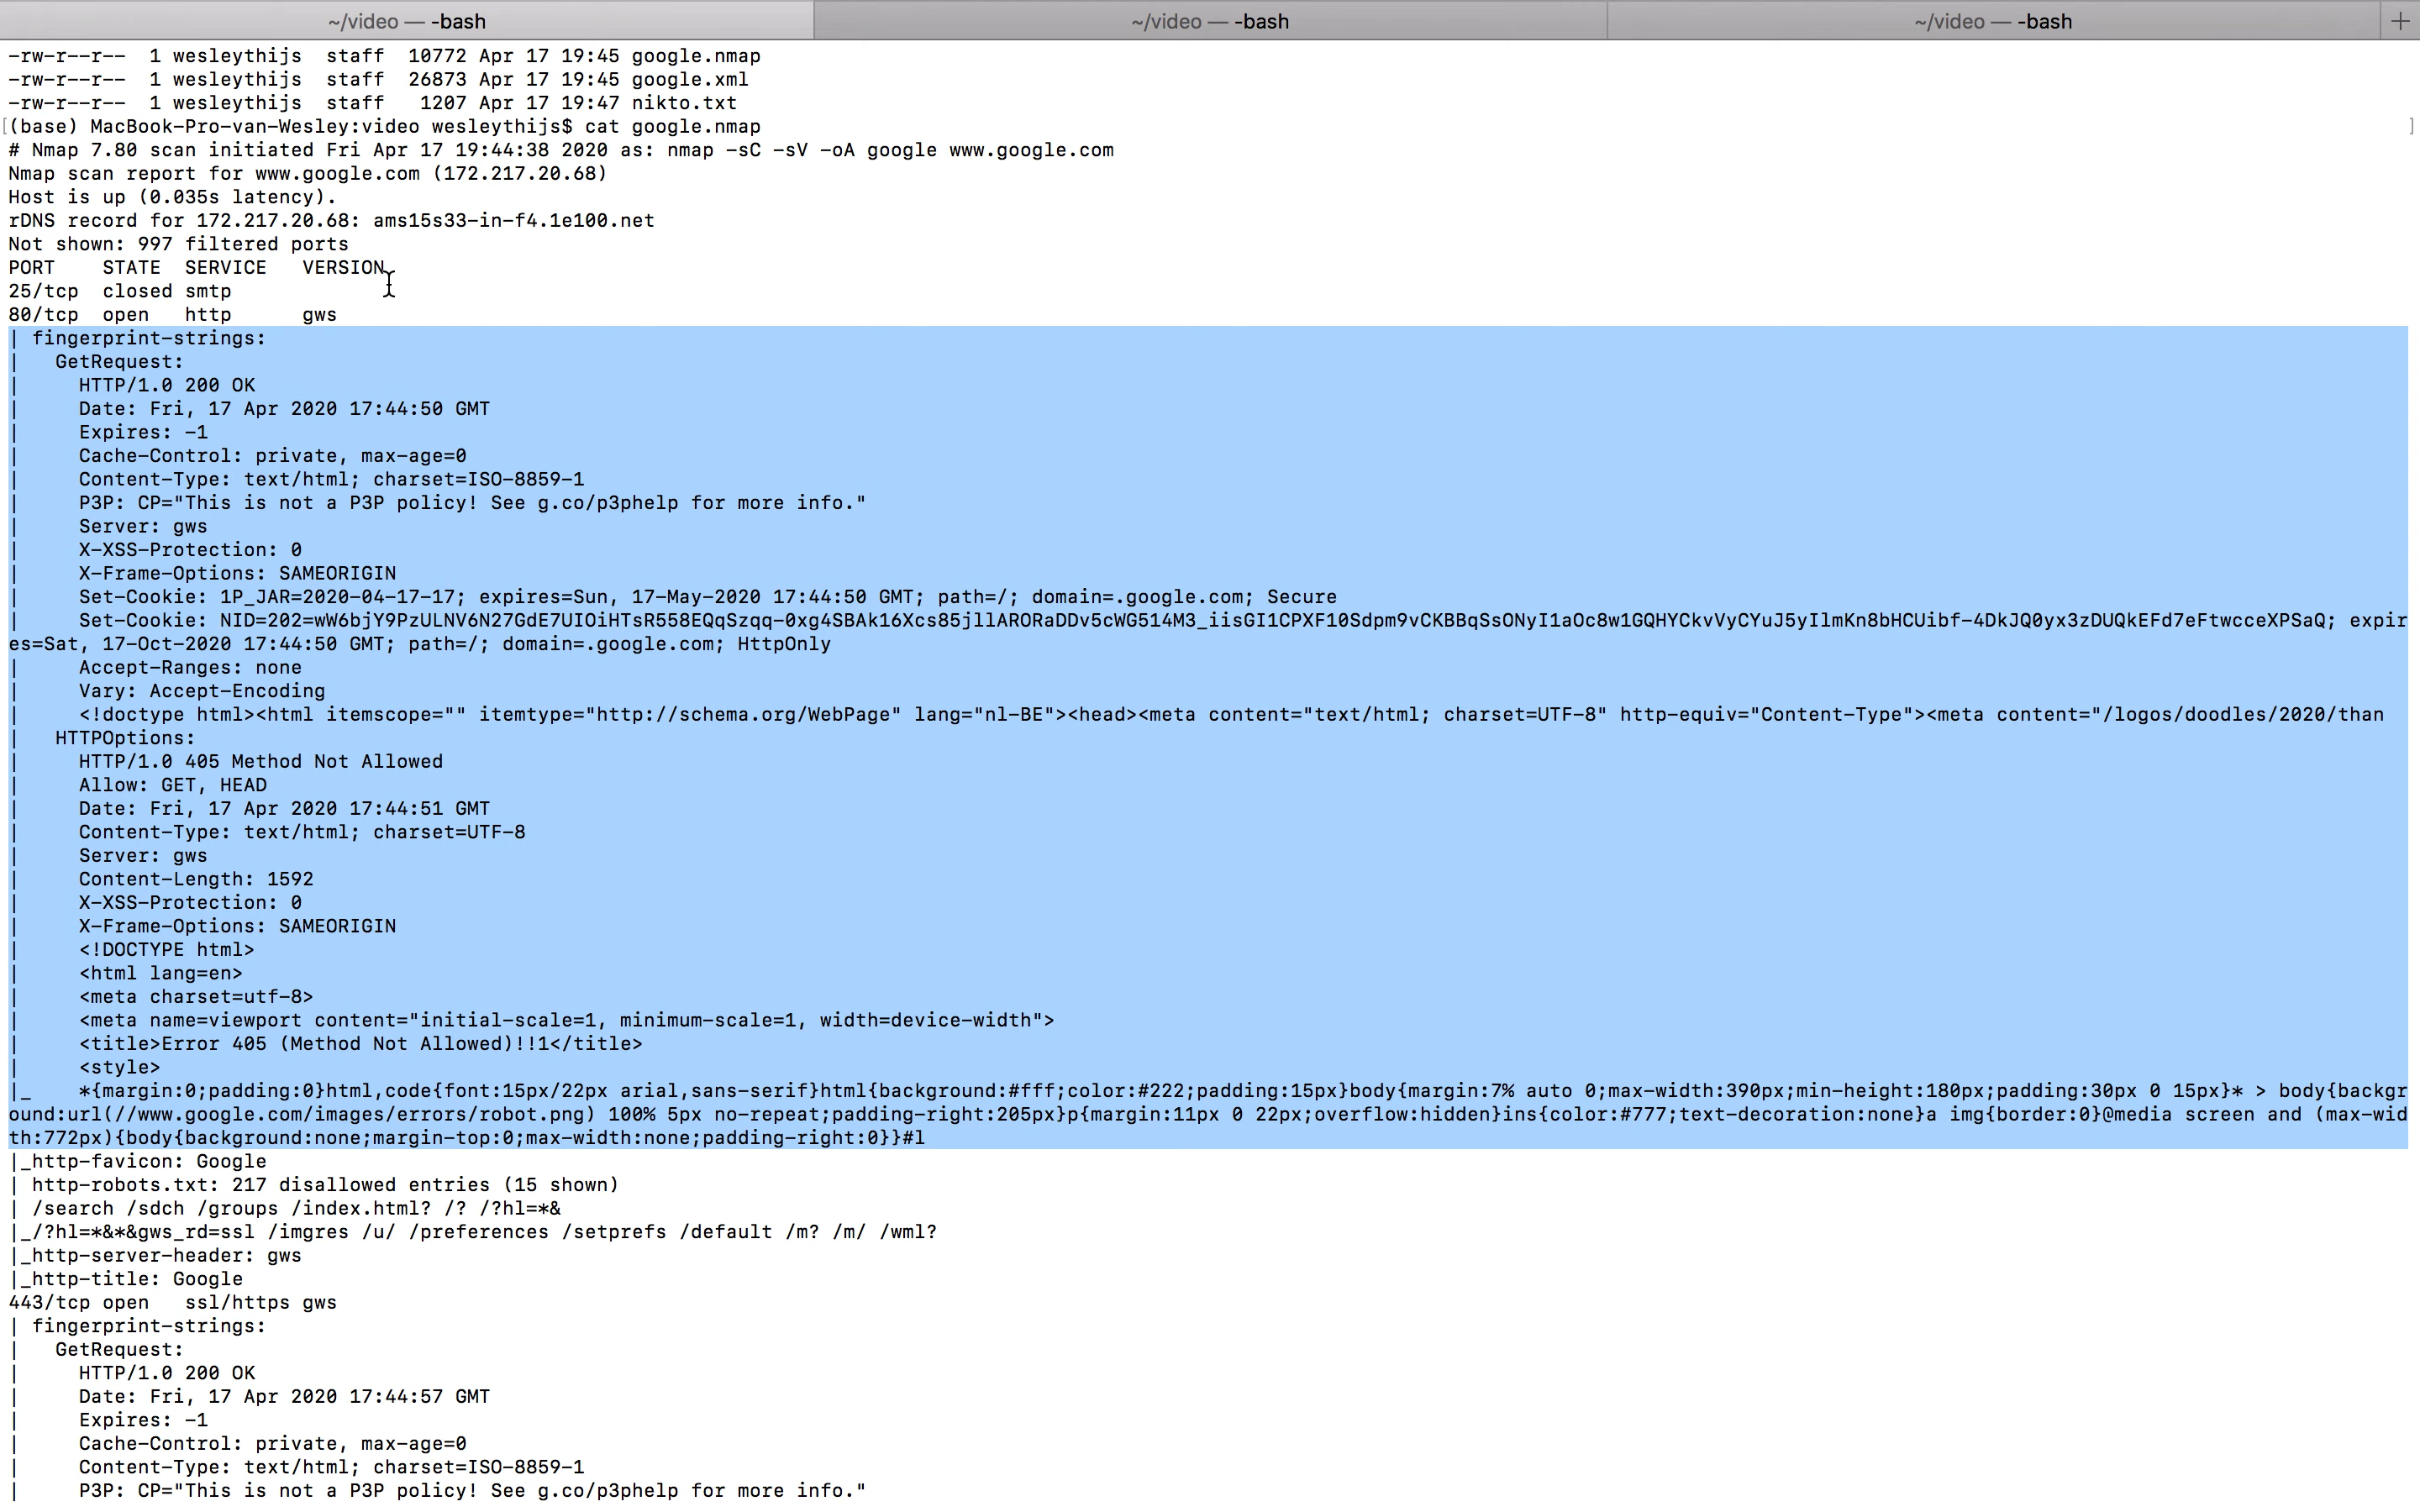 ~/video — -bash ~/video — -bash ~/video — -bash +
-rw-r--r--  1 wesleythijs  staff  10772 Apr 17 19:45 google.nmap
-rw-r--r--  1 wesleythijs  staff  26873 Apr 17 19:45 google.xml
-rw-r--r--  1 wesleythijs  staff   1207 Apr 17 19:47 nikto.txt
[(base) MacBook-Pro-van-Wesley:video wesleythijs$ cat google.nmap ]
# Nmap 7.80 scan initiated Fri Apr 17 19:44:38 2020 as: nmap -sC -sV -oA google www.google.com
Nmap scan report for www.google.com (172.217.20.68)
Host is up (0.035s latency).
rDNS record for 172.217.20.68: ams15s33-in-f4.1e100.net
Not shown: 997 filtered ports
PORT    STATE  SERVICE   VERSION
25/tcp  closed smtp
80/tcp  open   http      gws
| fingerprint-strings:
|   GetRequest:
|     HTTP/1.0 200 OK
|     Date: Fri, 17 Apr 2020 17:44:50 GMT
|     Expires: -1
|     Cache-Control: private, max-age=0
|     Content-Type: text/html; charset=ISO-8859-1
|     P3P: CP="This is not a P3P policy! See g.co/p3phelp for more info."
|     Server: gws
|     X-XSS-Protection: 0
|     X-Frame-Options: SAMEORIGIN
|     Set-Cookie: 1P_JAR=2020-04-17-17; expires=Sun, 17-May-2020 17:44:50 GMT; path=/; domain=.google.com; Secure
|     Set-Cookie: NID=202=wW6bjY9PzULNV6N27GdE7UIOiHTsR558EQqSzqq-0xg4SBAk16Xcs85jllARORaDDv5cWG514M3_iisGI1CPXF10Sdpm9vCKBBqSsONyI1aOc8w1GQHYCkvVyCYuJ5yIlmKn8bHCUibf-4DkJQ0yx3zDUQkEFd7eFtwcceXPSaQ; expir
es=Sat, 17-Oct-2020 17:44:50 GMT; path=/; domain=.google.com; HttpOnly
|     Accept-Ranges: none
|     Vary: Accept-Encoding
|     <!doctype html><html itemscope="" itemtype="http://schema.org/WebPage" lang="nl-BE"><head><meta content="text/html; charset=UTF-8" http-equiv="Content-Type"><meta content="/logos/doodles/2020/than
|   HTTPOptions:
|     HTTP/1.0 405 Method Not Allowed
|     Allow: GET, HEAD
|     Date: Fri, 17 Apr 2020 17:44:51 GMT
|     Content-Type: text/html; charset=UTF-8
|     Server: gws
|     Content-Length: 1592
|     X-XSS-Protection: 0
|     X-Frame-Options: SAMEORIGIN
|     <!DOCTYPE html>
|     <html lang=en>
|     <meta charset=utf-8>
|     <meta name=viewport content="initial-scale=1, minimum-scale=1, width=device-width">
|     <title>Error 405 (Method Not Allowed)!!1</title>
|     <style>
|_    *{margin:0;padding:0}html,code{font:15px/22px arial,sans-serif}html{background:#fff;color:#222;padding:15px}body{margin:7% auto 0;max-width:390px;min-height:180px;padding:30px 0 15px}* > body{backgr
ound:url(//www.google.com/images/errors/robot.png) 100% 5px no-repeat;padding-right:205px}p{margin:11px 0 22px;overflow:hidden}ins{color:#777;text-decoration:none}a img{border:0}@media screen and (max-wid
th:772px){body{background:none;margin-top:0;max-width:none;padding-right:0}}#l
|_http-favicon: Google
| http-robots.txt: 217 disallowed entries (15 shown)
| /search /sdch /groups /index.html? /? /?hl=*&
|_/?hl=*&*&gws_rd=ssl /imgres /u/ /preferences /setprefs /default /m? /m/ /wml?
|_http-server-header: gws
|_http-title: Google
443/tcp open   ssl/https gws
| fingerprint-strings:
|   GetRequest:
|     HTTP/1.0 200 OK
|     Date: Fri, 17 Apr 2020 17:44:57 GMT
|     Expires: -1
|     Cache-Control: private, max-age=0
|     Content-Type: text/html; charset=ISO-8859-1
|     P3P: CP="This is not a P3P policy! See g.co/p3phelp for more info."